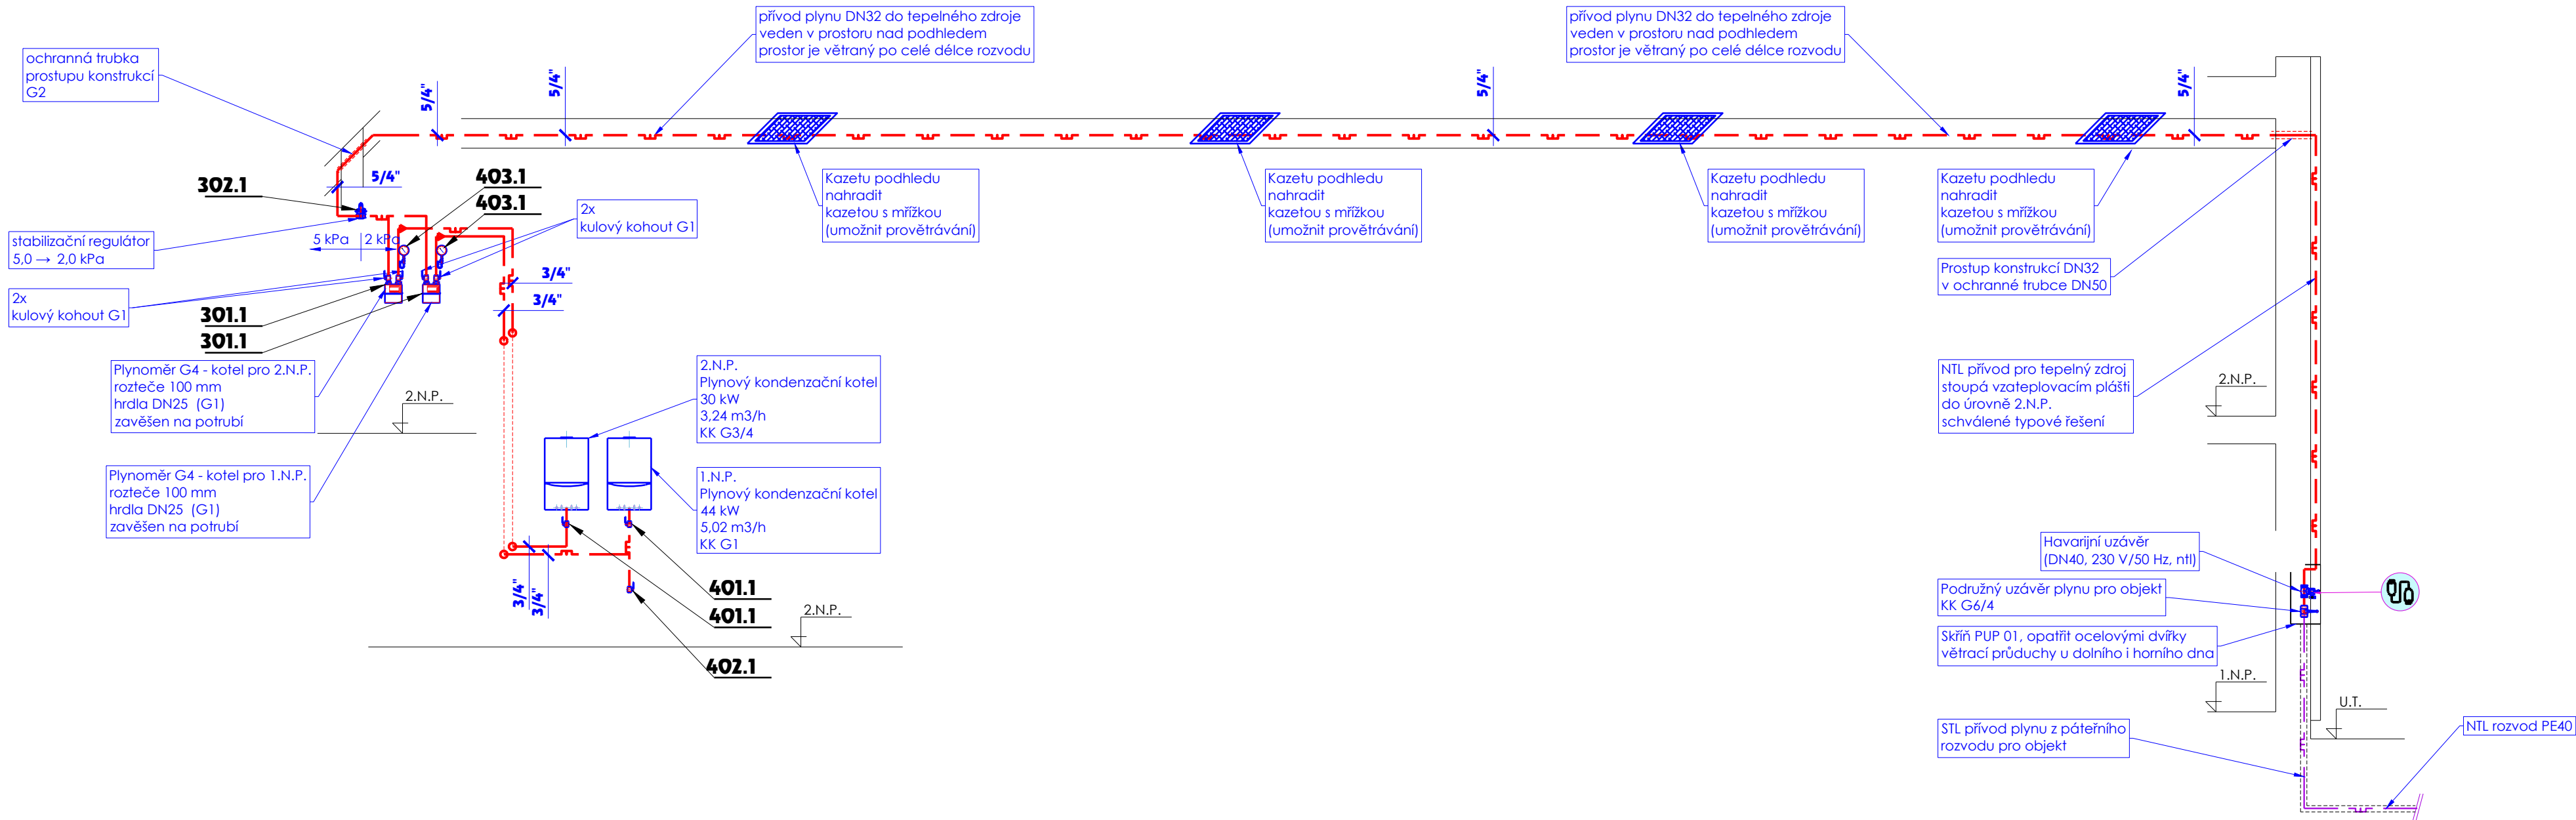 přívod plynu DN32 do tepelného zdroje
veden v prostoru nad podhledem
prostor je větraný po celé délce rozvodu
přívod plynu DN32 do tepelného zdroje
veden v prostoru nad podhledem
prostor je větraný po celé délce rozvodu
ochranná trubka
prostupu konstrukcí
G2
5/4"
5/4"
5/4"
5/4"
5/4"
302.1
403.1
403.1
2x
kulový kohout G1
Kazetu podhledu
nahradit
kazetou s mřížkou
(umožnit provětrávání)
Kazetu podhledu
nahradit
kazetou s mřížkou
(umožnit provětrávání)
Kazetu podhledu
nahradit
kazetou s mřížkou
(umožnit provětrávání)
Kazetu podhledu
nahradit
kazetou s mřížkou
(umožnit provětrávání)
stabilizační regulátor
5,0 → 2,0 kPa
5 kPa
2 kPa
2x
kulový kohout G1
3/4"
3/4"
301.1
301.1
Prostup konstrukcí DN32
v ochranné trubce DN50
Plynoměr G4 - kotel pro 2.N.P.
rozteče 100 mm
hrdla DN25 (G1)
zavěšen na potrubí
2.N.P.
2.N.P.
Plynový kondenzační kotel
30 kW
3,24 m3/h
KK G3/4
NTL přívod pro tepelný zdroj
stoupá vzateplovacím plášti
do úrovně 2.N.P.
schválené typové řešení
2.N.P.
Plynoměr G4 - kotel pro 1.N.P.
rozteče 100 mm
hrdla DN25 (G1)
zavěšen na potrubí
1.N.P.
Plynový kondenzační kotel
44 kW
5,02 m3/h
KK G1
3/4"
3/4"
401.1
401.1
402.1
2.N.P.
Havarijní uzávěr
(DN40, 230 V/50 Hz, ntl)
Podružný uzávěr plynu pro objekt
KK G6/4
Skříň PUP 01, opatřit ocelovými dvířky
větrací průduchy u dolního i horního dna
1.N.P.
U.T.
STL přívod plynu z páteřního
rozvodu pro objekt
NTL rozvod PE40